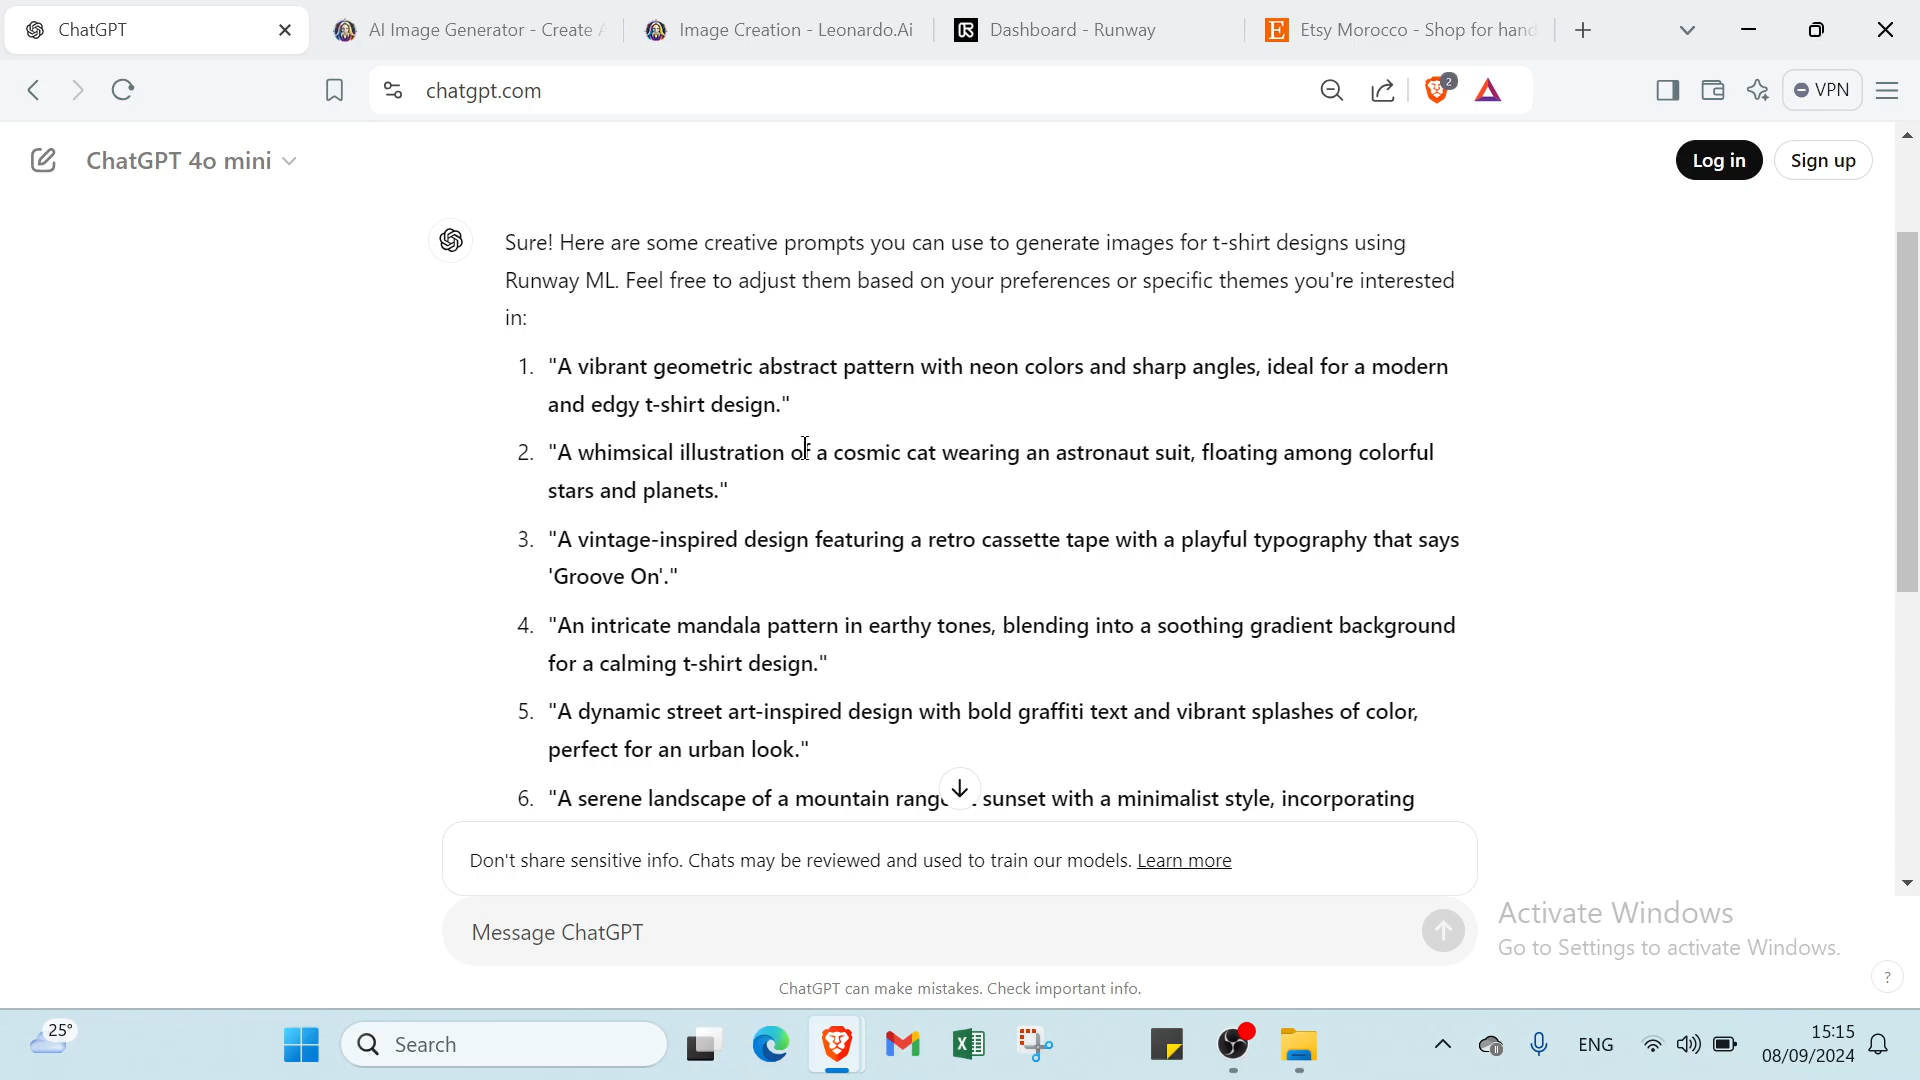 ChatGPT
AI Image Generator - Create A
Image Creation - Leonardo.Ai
Dashboard - Runway
Etsy Morocco - Shop for hand
chatgpt.com
2
VPN
ChatGPT 4o mini
Log in
Sign up
Sure! Here are some creative prompts you can use to generate images for t-shirt designs using
Runway ML. Feel free to adjust them based on your preferences or specific themes you're interested
in:
1. "A vibrant geometric abstract pattern with neon colors and sharp angles, ideal for a modern
and edgy t-shirt design."
2. "A whimsical illustration of a cosmic cat wearing an astronaut suit, floating among colorful
stars and planets."
3. "A vintage-inspired design featuring a retro cassette tape with a playful typography that says
'Groove On'."
4. "An intricate mandala pattern in earthy tones, blending into a soothing gradient background
for a calming t-shirt design."
5. "A dynamic street art-inspired design with bold graffiti text and vibrant splashes of color,
perfect for an urban look."
6. "A serene landscape of a mountain range sunset with a minimalist style, incorporating
Don't share sensitive info. Chats may be reviewed and used to train our models. Learn more
Message ChatGPT
Activate Windows
Go to Settings to activate Windows.
ChatGPT can make mistakes. Check important info.
?
25°
Search
ENG
15:15
08/09/2024